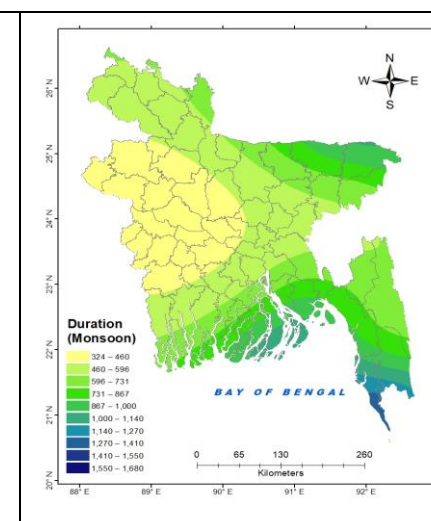 N
W E
S
26° N
25° N
24° N
23° N
22° N
21° N
20° N
Duration
(Monsoon)
324 – 460
460 – 596
596 – 731
731 – 867
867 – 1,000
1,000 – 1,140
1,140 – 1,270
1,270 – 1,410
1,410 – 1,550
1,550 – 1,680
BAY OF BENGAL
0 65 130 260
Kilometers
88° E 89° E 90° E 91° E 92° E